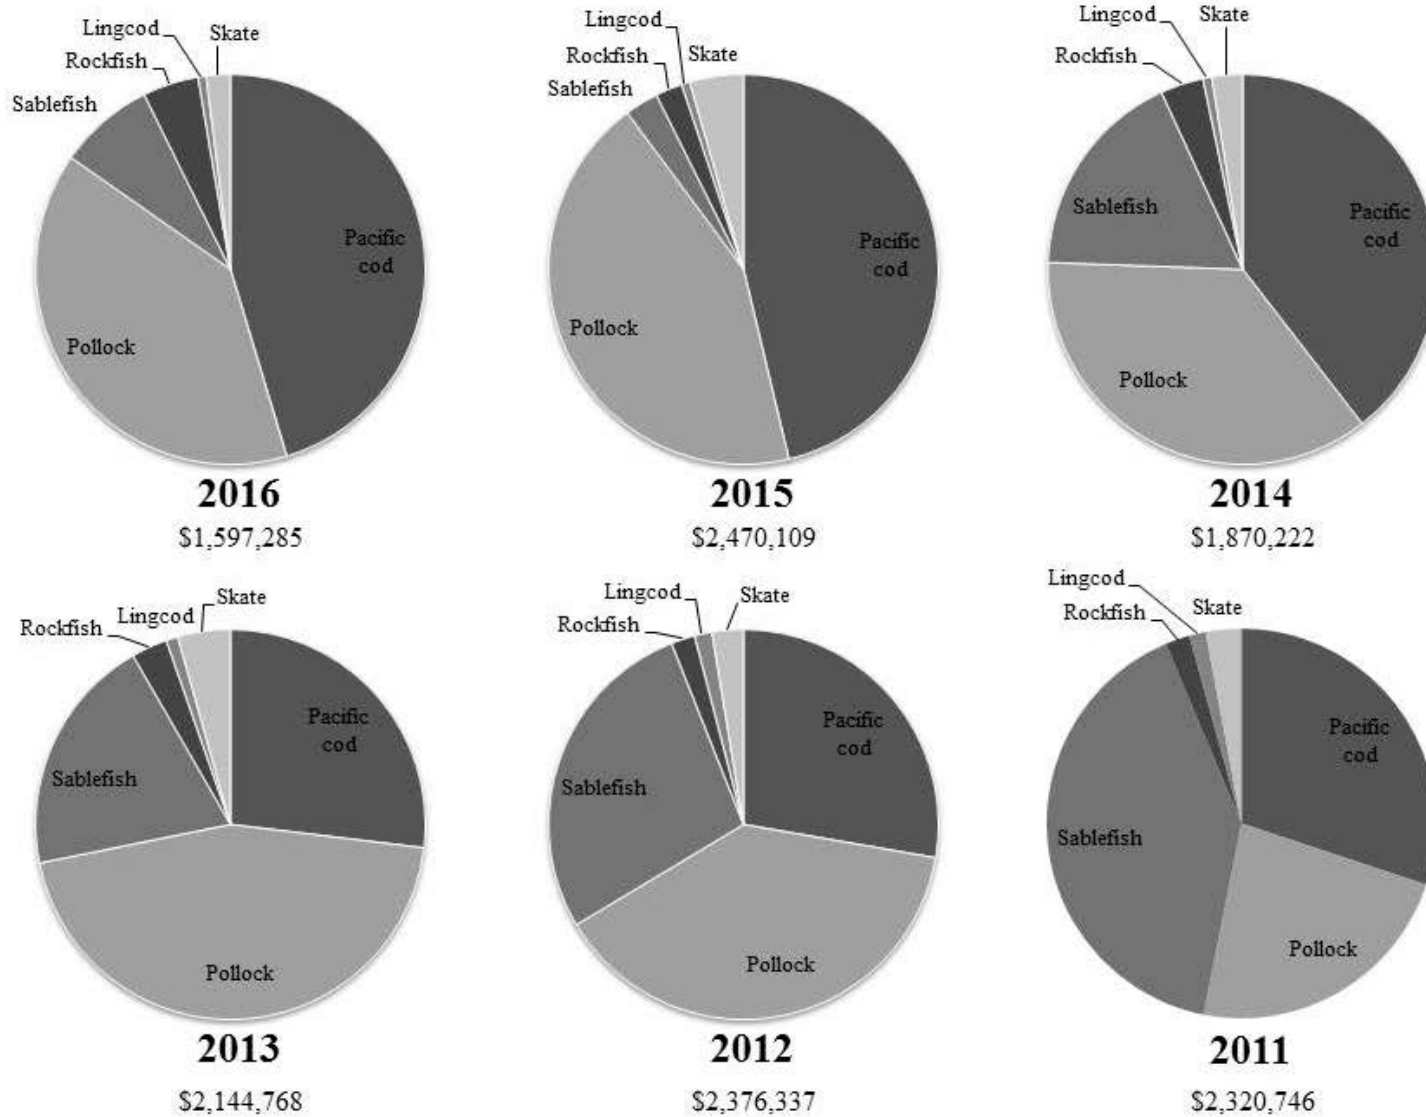 Lingcod
Skate
Rockfish
Sablefish
Pacific
cod
Pollock
2016
$1,597,285
Lingcod
Skate
Rockfish
Sablefish
Pacific
cod
Pollock
2015
$2,470,109
Lingcod
Skate
Rockfish
Sablefish
Pacific
cod
Pollock
2014
$1,870,222
Skate
Lingcod
Rockfish
Pacific
cod
Sablefish
Pollock
2013
$2,144,768
Lingcod
Skate
Rockfish
Pacific
cod
Sablefish
Pollock
2012
$2,376,337
Lingcod
Skate
Rockfish
Pacific
cod
Sablefish
Pollock
2011
$2,320,746